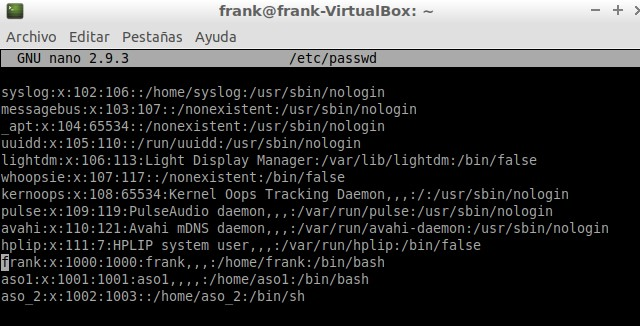 frank@frank-VirtualBox: ~
Archivo Editar Pestañas Ayuda
GNU nano 2.9.3 /etc/passwd
syslog:x:102:106::/home/syslog:/usr/sbin/nologin
messagebus:x:103:107::/nonexistent:/usr/sbin/nologin
_apt:x:104:65534::/nonexistent:/usr/sbin/nologin
uuidd:x:105:110::/run/uuidd:/usr/sbin/nologin
lightdm:x:106:113:Light Display Manager:/var/lib/lightdm:/bin/false
whoopsie:x:107:117::/nonexistent:/bin/false
kernoops:x:108:65534:Kernel Oops Tracking Daemon,,,:/:/usr/sbin/nologin
pulse:x:109:119:PulseAudio daemon,,,:/var/run/pulse:/usr/sbin/nologin
avahi:x:110:121:Avahi mDNS daemon,,,:/var/run/avahi-daemon:/usr/sbin/nologin
hplip:x:111:7:HPLIP system user,,,:/var/run/hplip:/bin/false
frank:x:1000:1000:frank,,,:/home/frank:/bin/bash
aso1:x:1001:1001:aso1,,,,:/home/aso1:/bin/bash
aso_2:x:1002:1003::/home/aso_2:/bin/sh